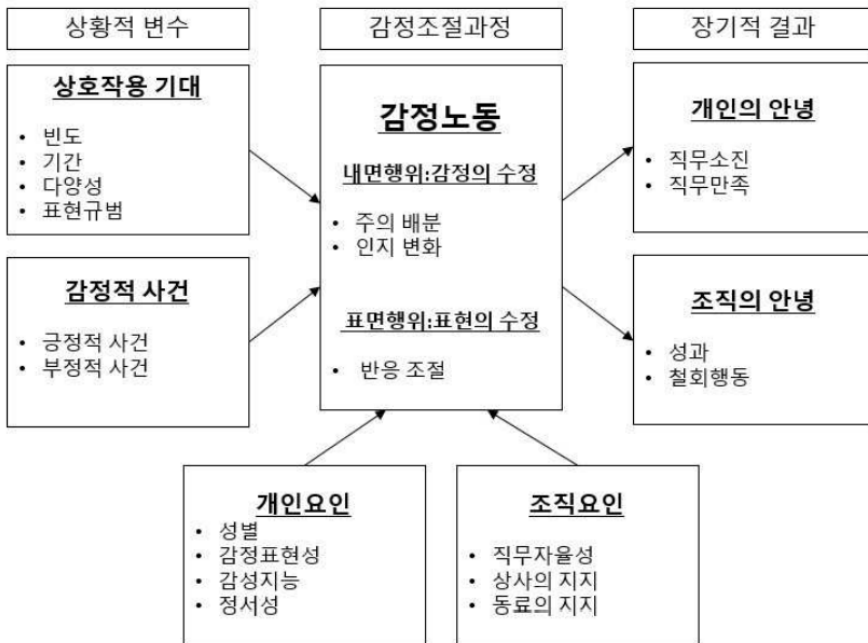 상황적 변수
감정조절과정
장기적 결과
상호작용 기대
• 빈도
• 기간
• 다양성
• 표현규범
감정적 사건
• 긍정적 사건
• 부정적 사건
감정노동
내면행위:감정의 수정
• 주의 배분
• 인지 변화
표면행위:표현의 수정
• 반응 조절
개인의 안녕
• 직무소진
• 직무만족
조직의 안녕
• 성과
• 철회행동
개인요인
• 성별
• 감정표현성
• 감성지능
• 정서성
조직요인
• 직무자율성
• 상사의 지지
• 동료의 지지